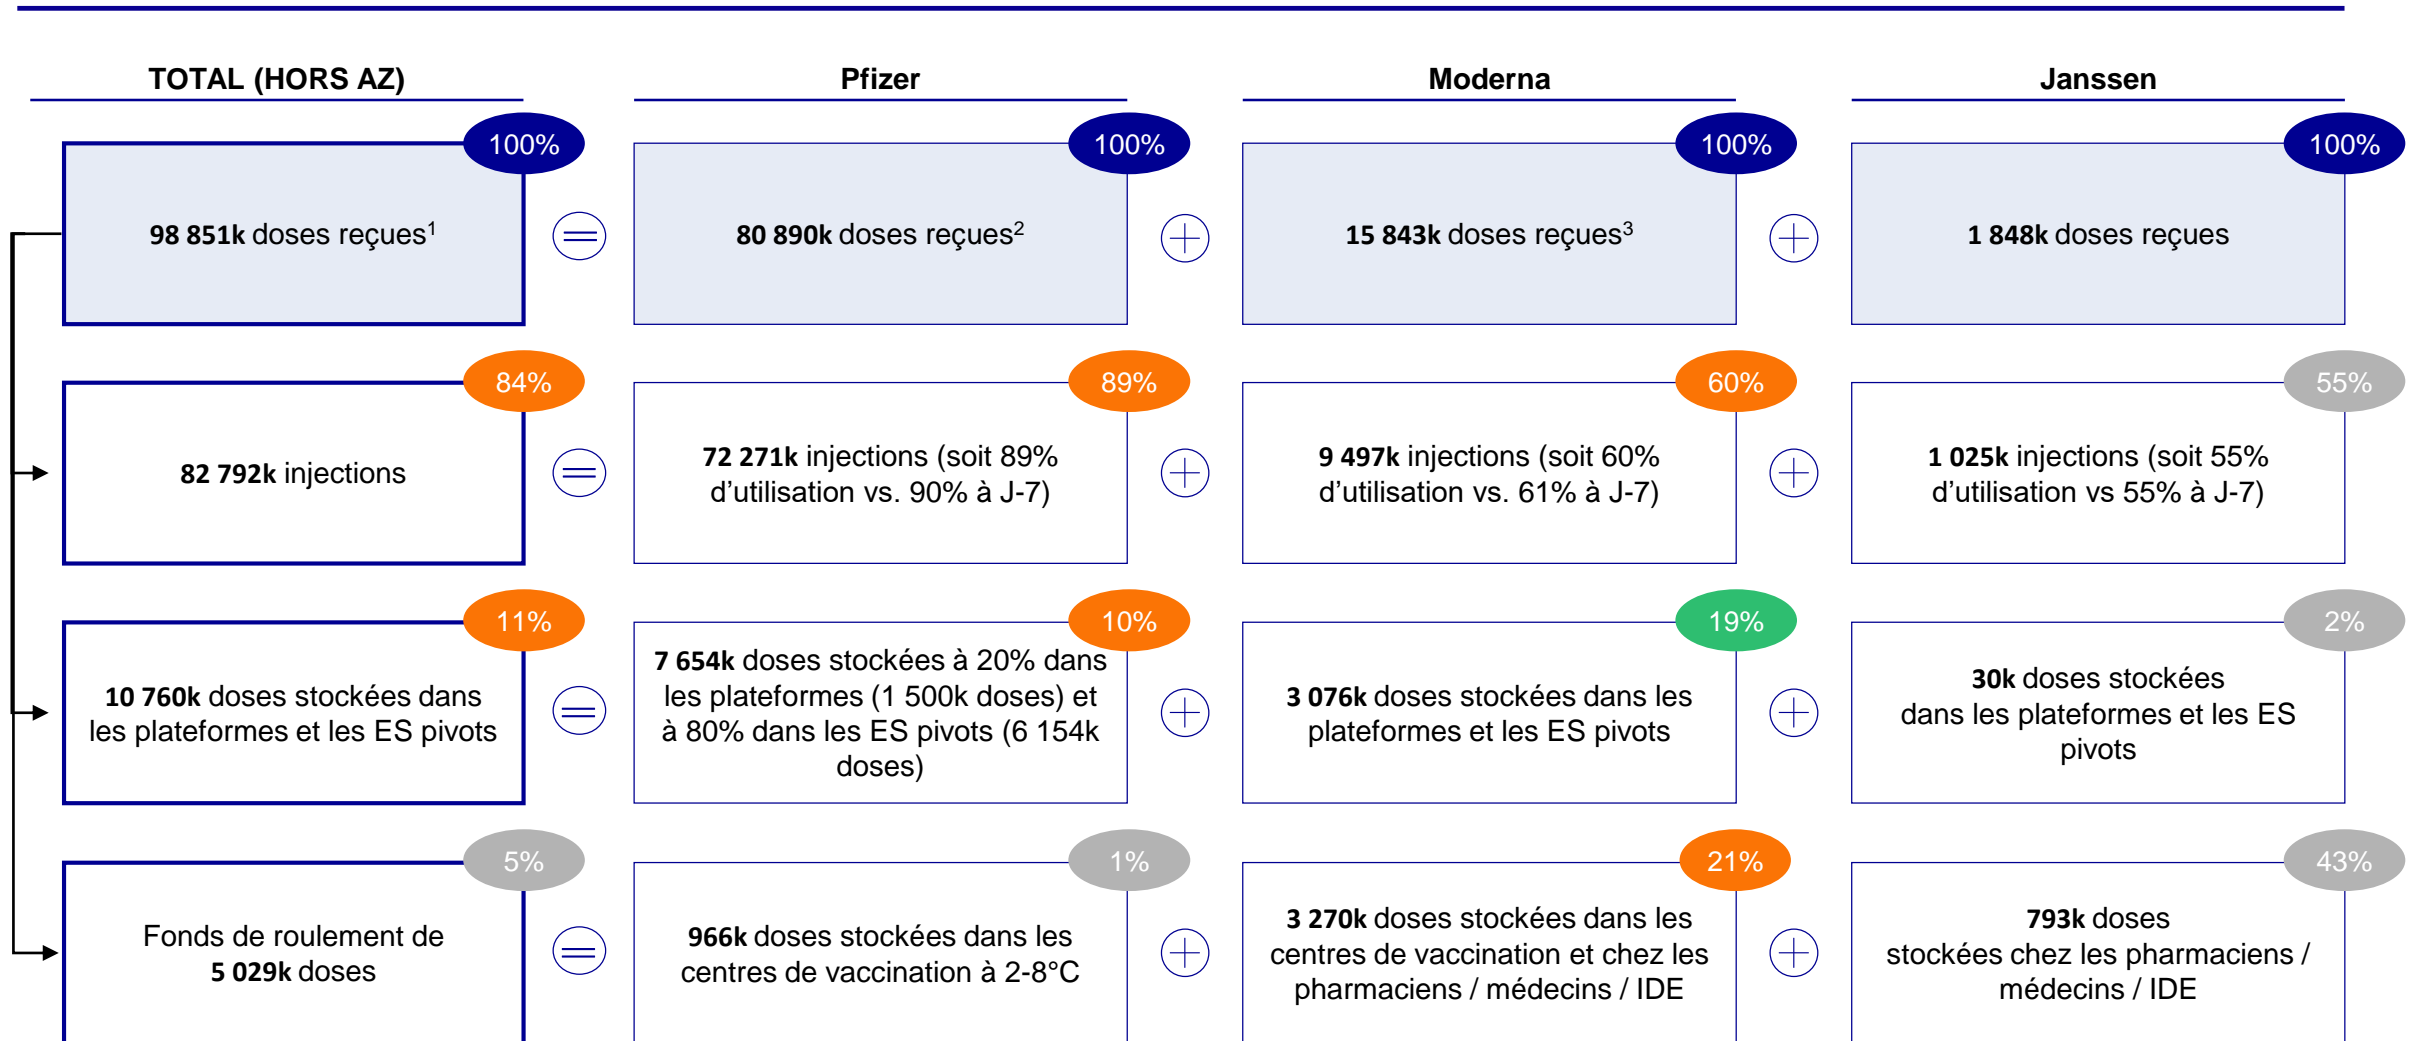 TOTAL (HORS AZ)
Pfizer
Moderna
Janssen
100%
98 851k doses reçues1
100%
80 890k doses reçues2
100%
15 843k doses reçues3
100%
1 848k doses reçues
84%
82 792k injections
89%
72 271k injections (soit 89%
d'utilisation vs. 90% à J-7)
60%
9 497k injections (soit 60%
d'utilisation vs. 61% à J-7)
55%
1 025k injections (soit 55%
d'utilisation vs 55% à J-7)
11%
10 760k doses stockées dans
les plateformes et les ES pivots
10%
7 654k doses stockées à 20% dans
les plateformes (1 500k doses) et
à 80% dans les ES pivots (6 154k
doses)
19%
3 076k doses stockées dans les
plateformes et les ES pivots
2%
30k doses stockées
dans les plateformes et les ES
pivots
5%
Fonds de roulement de
5 029k doses
1%
966k doses stockées dans les
centres de vaccination à 2-8°C
21%
3 270k doses stockées dans les
centres de vaccination et chez les
pharmaciens / médecins / IDE
43%
793k doses
stockées chez les pharmaciens /
médecins / IDE